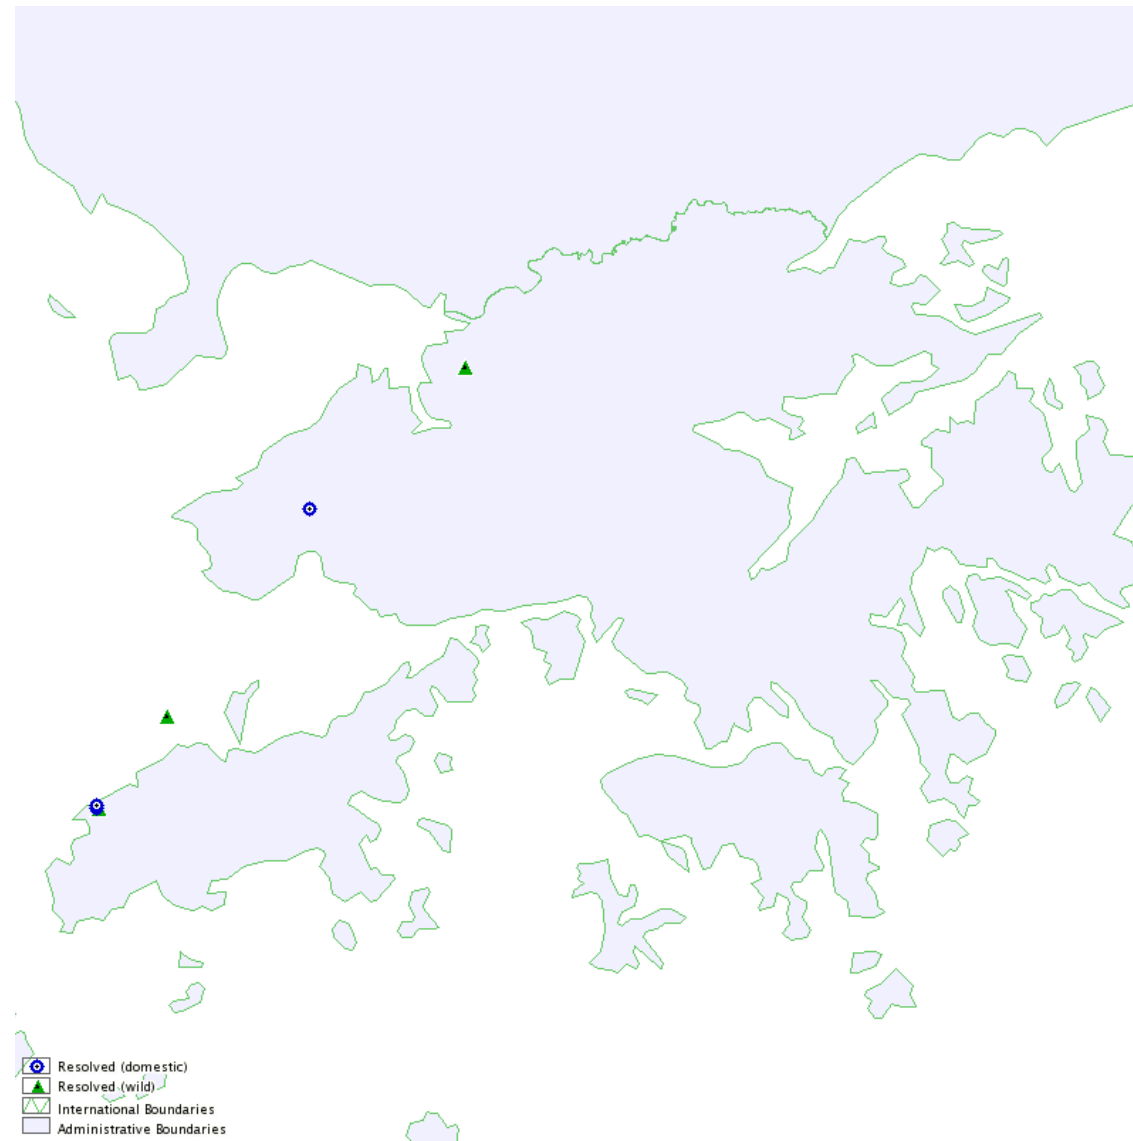 Resolved (domestic)
Resolved (wild)
International Boundaries
Administrative Boundaries